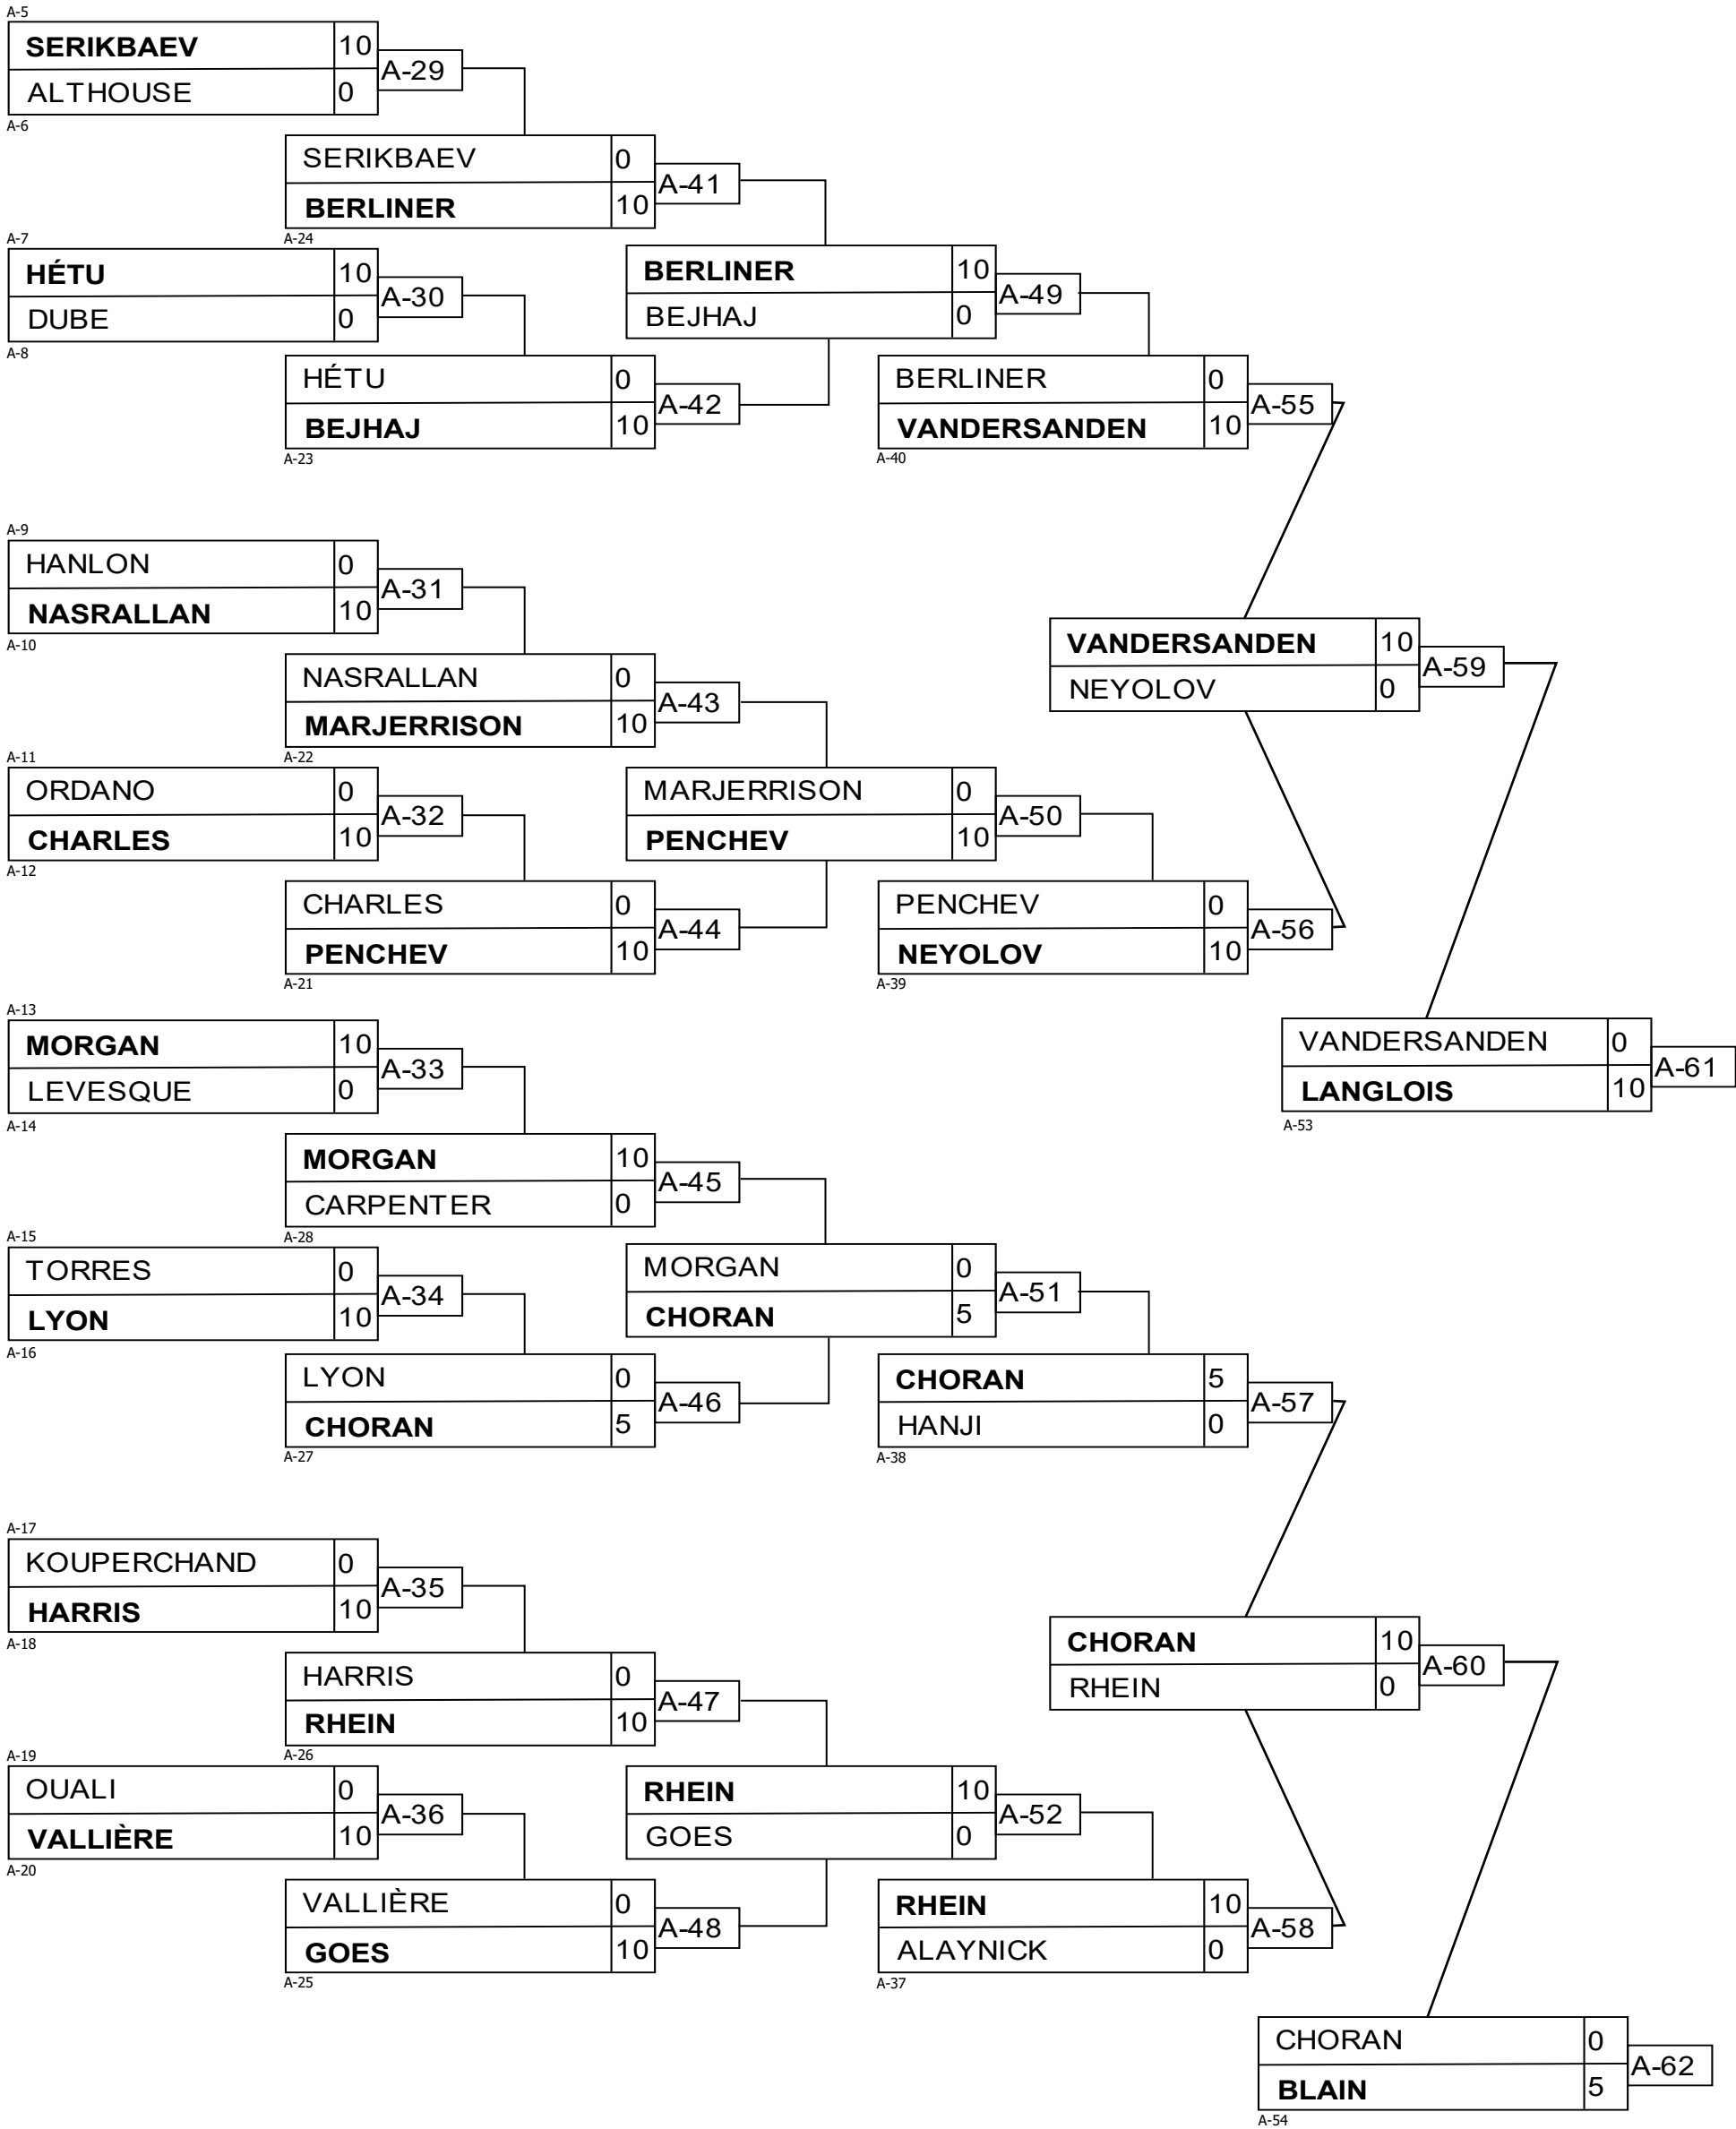 A-5
SERIKBAEV 10
A-29
ALTHOUSE 0
A-6
SERIKBAEV 0
A-41
BERLINER 10
A-24
A-7
HÉTU 10
A-30
DUBE 0
A-8
BERLINER 10
A-49
BEJHAJ 0
HÉTU 0
A-42
BEJHAJ 10
A-23
BERLINER 0
A-55
VANDERSANDEN 10
A-40
A-9
HANLON 0
A-31
NASRALLAN 10
A-10
VANDERSANDEN 10
A-59
NEYOLOV 0
NASRALLAN 0
A-43
MARJERRISON 10
A-22
A-11
ORDANO 0
A-32
CHARLES 10
A-12
MARJERRISON 0
A-50
PENCHEV 10
CHARLES 0
A-44
PENCHEV 10
A-21
PENCHEV 0
A-56
NEYOLOV 10
A-39
A-13
MORGAN 10
A-33
LEVESQUE 0
A-14
VANDERSANDEN 0
A-61
LANGLOIS 10
A-53
MORGAN 10
A-45
CARPENTER 0
A-28
A-15
TORRES 0
A-34
LYON 10
A-16
MORGAN 0
A-51
CHORAN 5
LYON 0
A-46
CHORAN 5
A-27
CHORAN 5
A-57
HANJI 0
A-38
A-17
KOUPERCHAND 0
A-35
HARRIS 10
A-18
CHORAN 10
A-60
RHEIN 0
HARRIS 0
A-47
RHEIN 10
A-26
A-19
OUALI 0
A-36
VALLIÈRE 10
A-20
RHEIN 10
A-52
GOES 0
VALLIÈRE 0
A-48
GOES 10
A-25
RHEIN 10
A-58
ALAYNICK 0
A-37
CHORAN 0
A-62
BLAIN 5
A-54